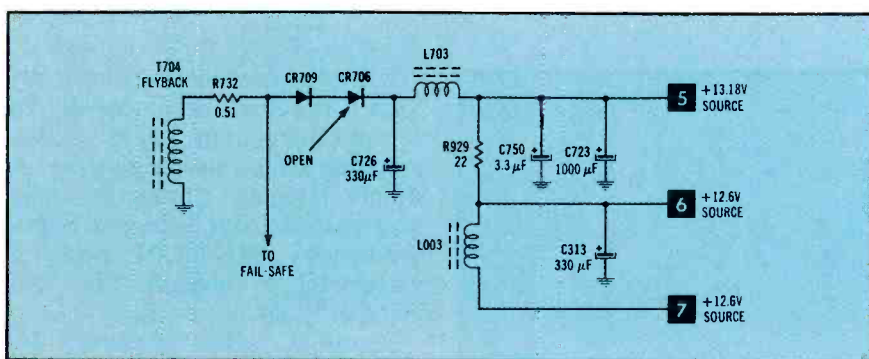 T704
FLYBACK
R732
0.51
CR709
CR706
OPEN
L703
C726
330µF
R929
22
C750
3.3 µF
C723
1000 µF
5
+13.18V
SOURCE
6
+12.6V
SOURCE
L003
C313
330 µF
TO
FAIL-SAFE
7
+12.6V
SOURCE